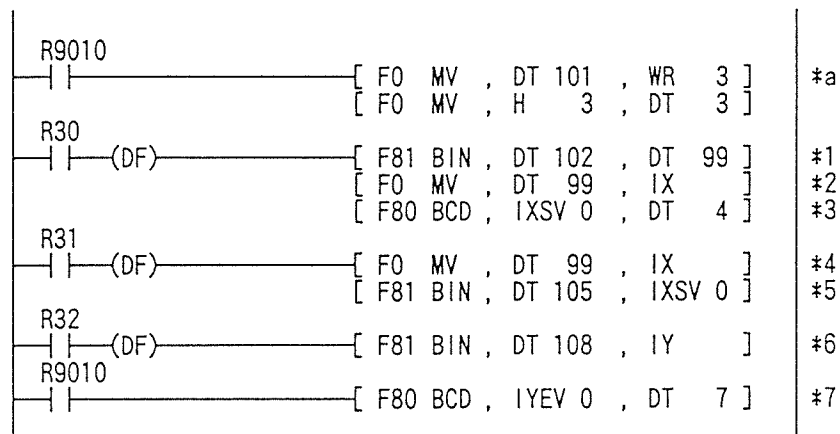 R9010
[ F0 MV , DT 101 , WR 3 ] *a
[ F0 MV , H 3 , DT 3 ]
R30
(DF) [ F81 BIN , DT 102 , DT 99 ] *1
[ F0 MV , DT 99 , IX ] *2
[ F80 BCD , IXSV 0 , DT 4 ] *3
R31
(DF) [ F0 MV , DT 99 , IX ] *4
[ F81 BIN , DT 105 , IXSV 0 ] *5
R32
(DF) [ F81 BIN , DT 108 , IY ] *6
R9010
[ F80 BCD , IYEV 0 , DT 7 ] *7